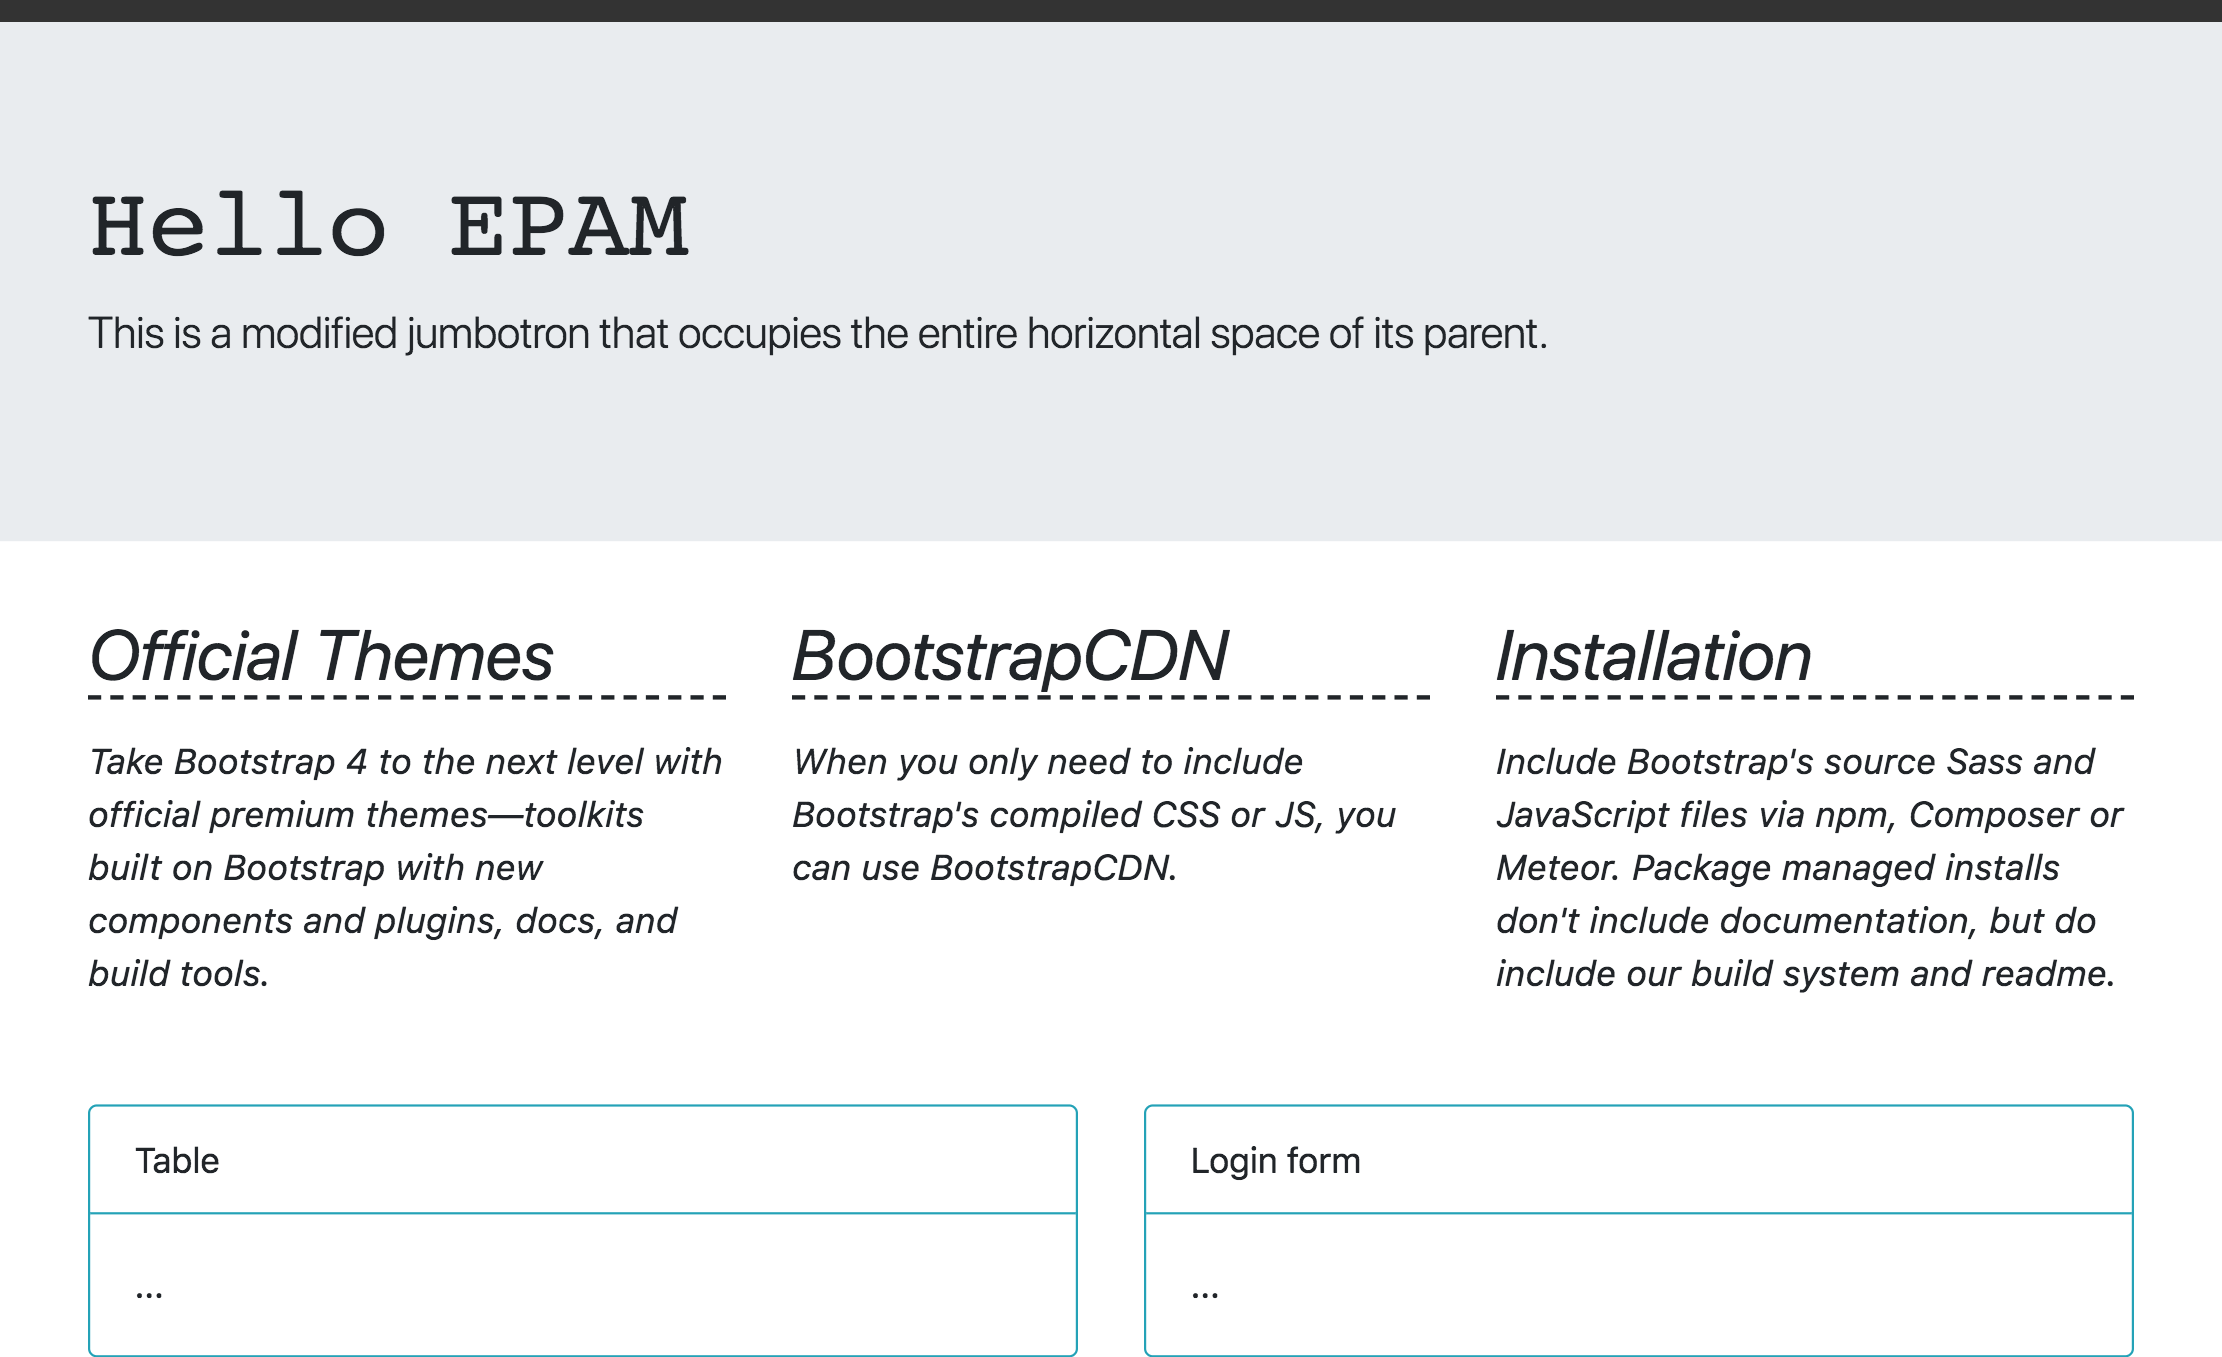 Hello EPAM
This is a modified jumbotron that occupies the entire horizontal space of its parent.
Official Themes
Take Bootstrap 4 to the next level with
official premium themes—toolkits
built on Bootstrap with new
components and plugins, docs, and
build tools.
BootstrapCDN
When you only need to include
Bootstrap's compiled CSS or JS, you
can use BootstrapCDN.
Installation
Include Bootstrap's source Sass and
JavaScript files via npm, Composer or
Meteor. Package managed installs
don't include documentation, but do
include our build system and readme.
Table
...
Login form
...